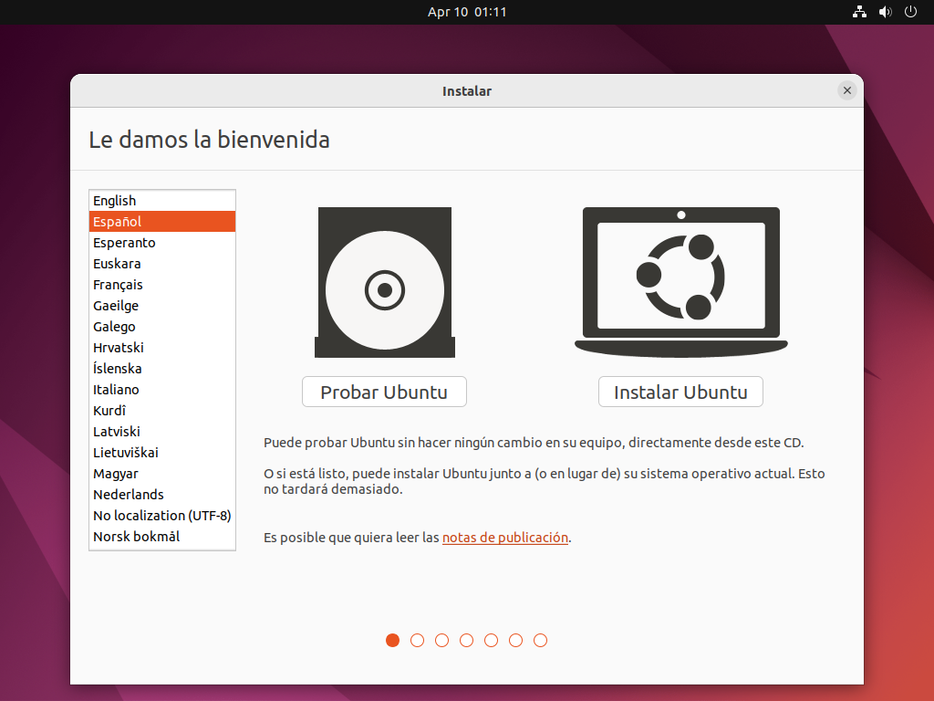 Apr 10 01:11
Instalar
Le damos la bienvenida
English
Español
Esperanto
Euskara
Français
Gaeilge
Galego
Hrvatski
Íslenska
Italiano
Kurdî
Latviski
Lietuviškai
Magyar
Nederlands
No localization (UTF-8)
Norsk bokmål
Probar Ubuntu
Instalar Ubuntu
Puede probar Ubuntu sin hacer ningún cambio en su equipo, directamente desde este CD.
O si está listo, puede instalar Ubuntu junto a (o en lugar de) su sistema operativo actual. Esto
no tardará demasiado.
Es posible que quiera leer las notas de publicación.